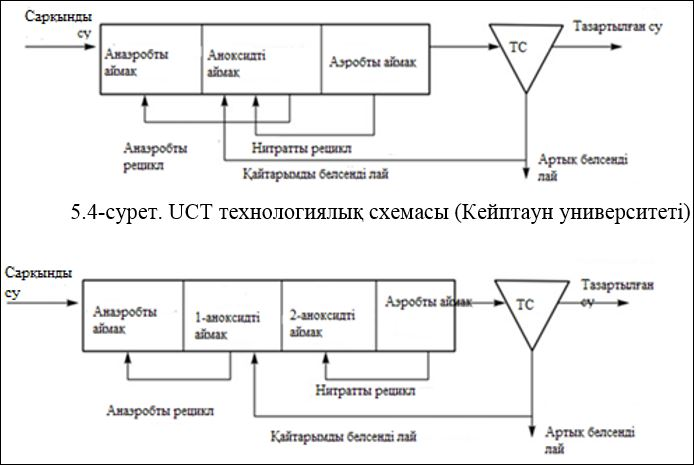 Сарқынды
су
Анаэробты
аймақ
Аноксидті
аймақ
Аэробты аймақ
ТС
Тазартылған су
Анаэробты
рецикл
Нитратты рецикл
Қайтарымды белсенді лай
Артық белсенді
лай
5.4-сурет. UCT технологиялық схемасы (Кейптаун университеті)
Сарқынды
су
Анаэробты
аймақ
1-аноксидті
аймақ
2-аноксидті
аймақ
Аэробты аймақ
ТС
Тазартылған
су
Анаэробты рецикл
Нитратты рецикл
Қайтарымды белсенді лай
Артық белсенді
лай